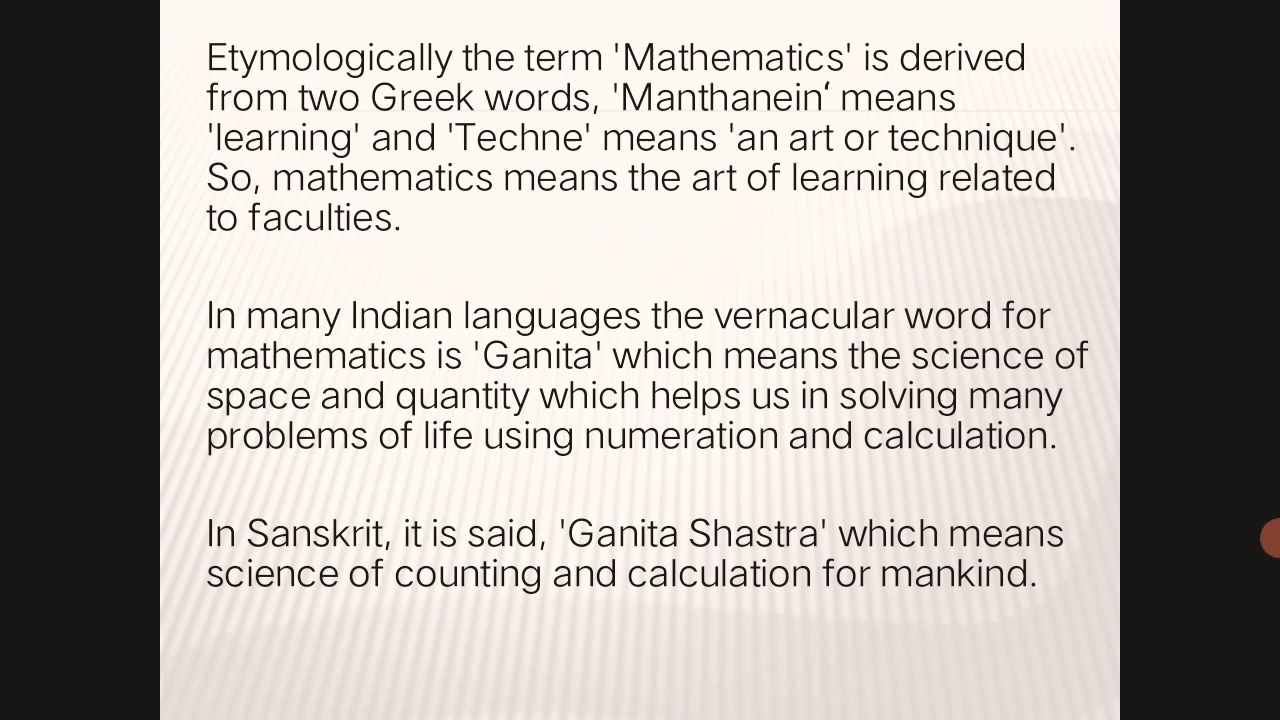 Etymologically the term 'Mathematics' is derived
from two Greek words, 'Manthanein‘ means
'learning' and 'Techne' means 'an art or technique'.
So, mathematics means the art of learning related
to faculties.
In many Indian languages the vernacular word for
mathematics is 'Ganita' which means the science of
space and quantity which helps us in solving many
problems of life using numeration and calculation.
In Sanskrit, it is said, 'Ganita Shastra' which means
science of counting and calculation for mankind.